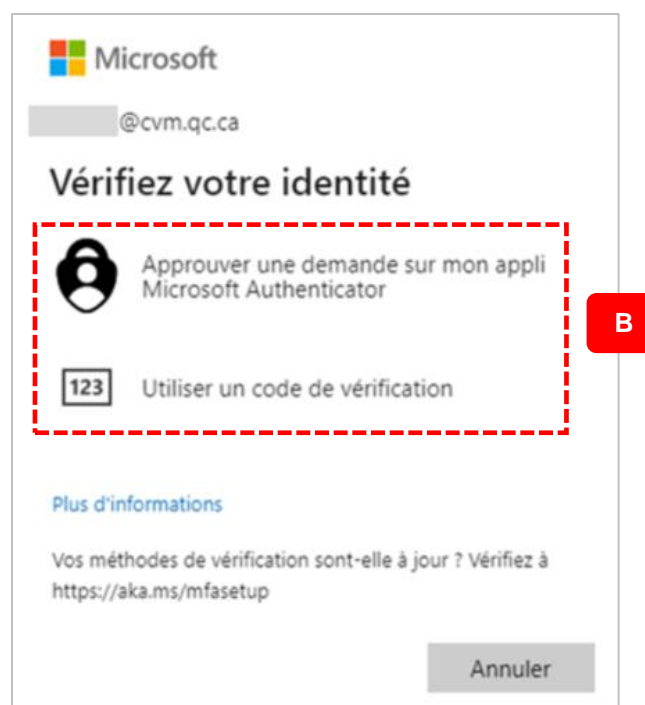 Microsoft
@cvm.qc.ca
Vérifiez votre identité
Approuver une demande sur mon appli
Microsoft Authenticator
B
123 Utiliser un code de vérification
Plus d'informations
Vos méthodes de vérification sont-elle à jour ? Vérifiez à
https://aka.ms/mfasetup
Annuler